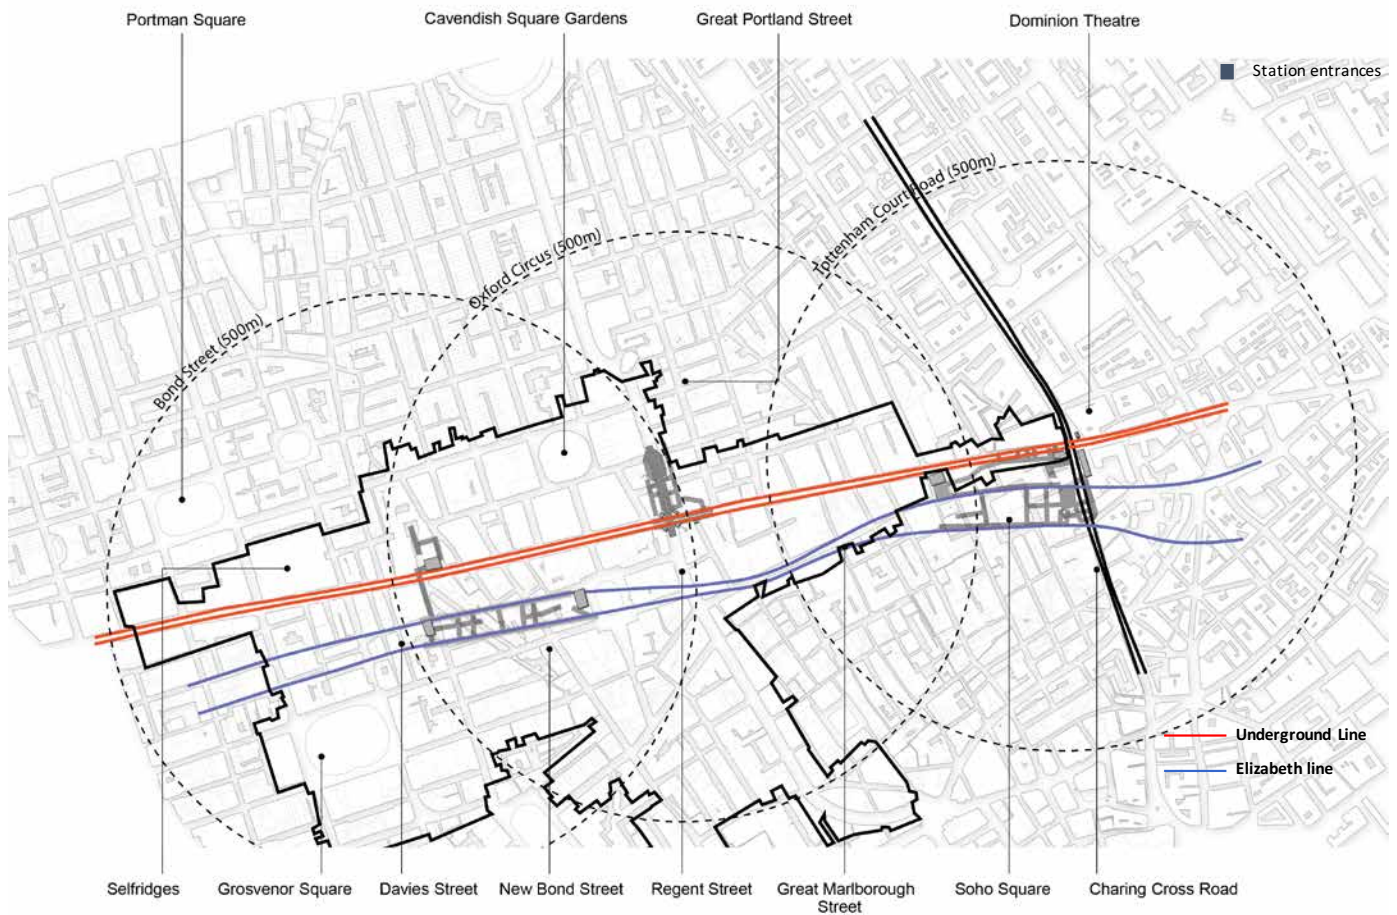 Portman Square
Cavendish Square Gardens
Great Portland Street
Dominion Theatre
Station entrances
Tottenham Court Road (500m)
Oxford Circus (500m)
Bond Street (500m)
Underground Line
Elizabeth line
Selfridges
Grosvenor Square
Davies Street
New Bond Street
Regent Street
Great Marlborough
Street
Soho Square
Charing Cross Road